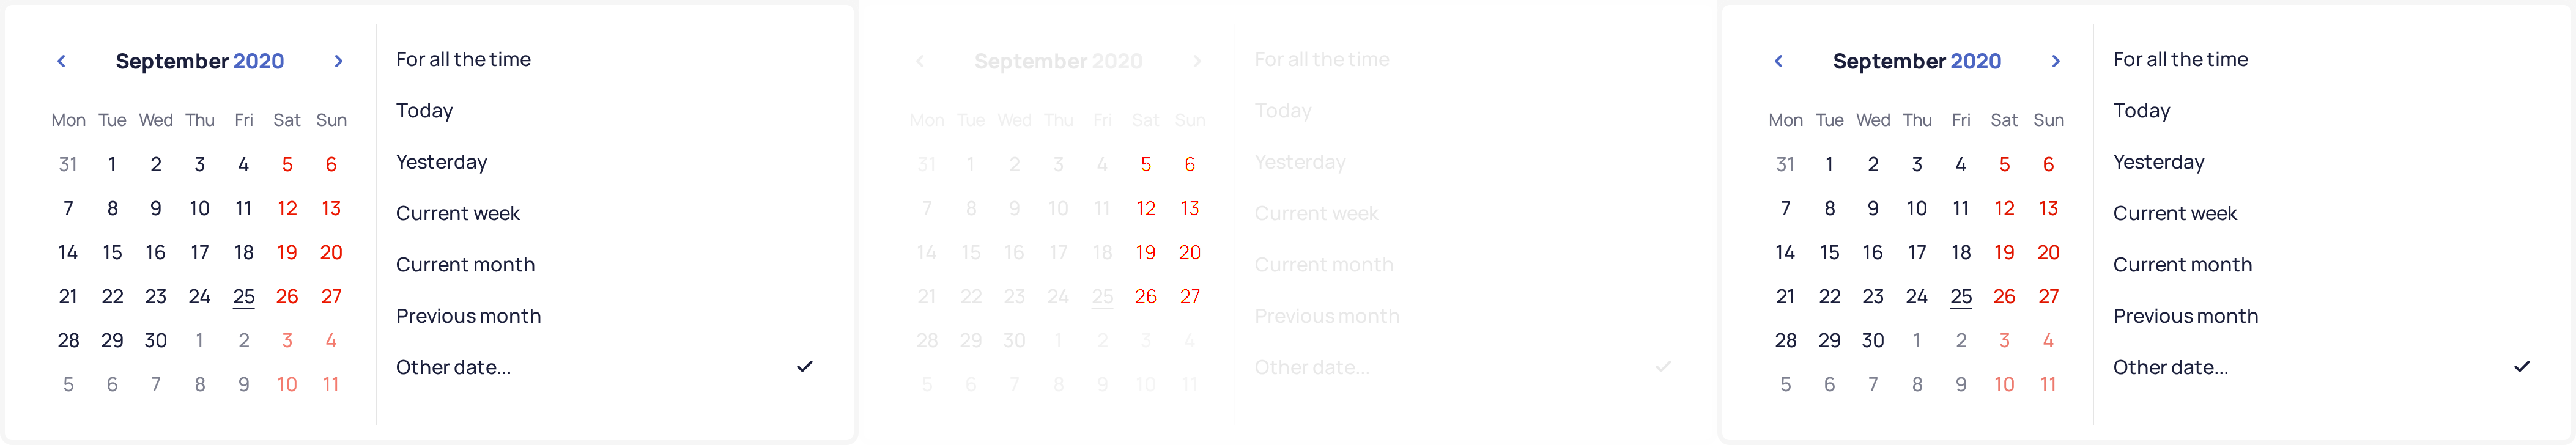 September 2020
Mon Tue Wed Thu Fri Sat Sun
31 1 2 3 4 5 6
7 8 9 10 11 12 13
14 15 16 17 18 19 20
21 22 23 24 25 26 27
28 29 30 1 2 3 4
5 6 7 8 9 10 11
For all the time
Today
Yesterday
Current week
Current month
Previous month
Other date...
September 2020
Mon Tue Wed Thu Fri Sat Sun
31 1 2 3 4 5 6
7 8 9 10 11 12 13
14 15 16 17 18 19 20
21 22 23 24 25 26 27
28 29 30 1 2 3 4
5 6 7 8 9 10 11
For all the time
Today
Yesterday
Current week
Current month
Previous month
Other date...
September 2020
Mon Tue Wed Thu Fri Sat Sun
31 1 2 3 4 5 6
7 8 9 10 11 12 13
14 15 16 17 18 19 20
21 22 23 24 25 26 27
28 29 30 1 2 3 4
5 6 7 8 9 10 11
For all the time
Today
Yesterday
Current week
Current month
Previous month
Other date...